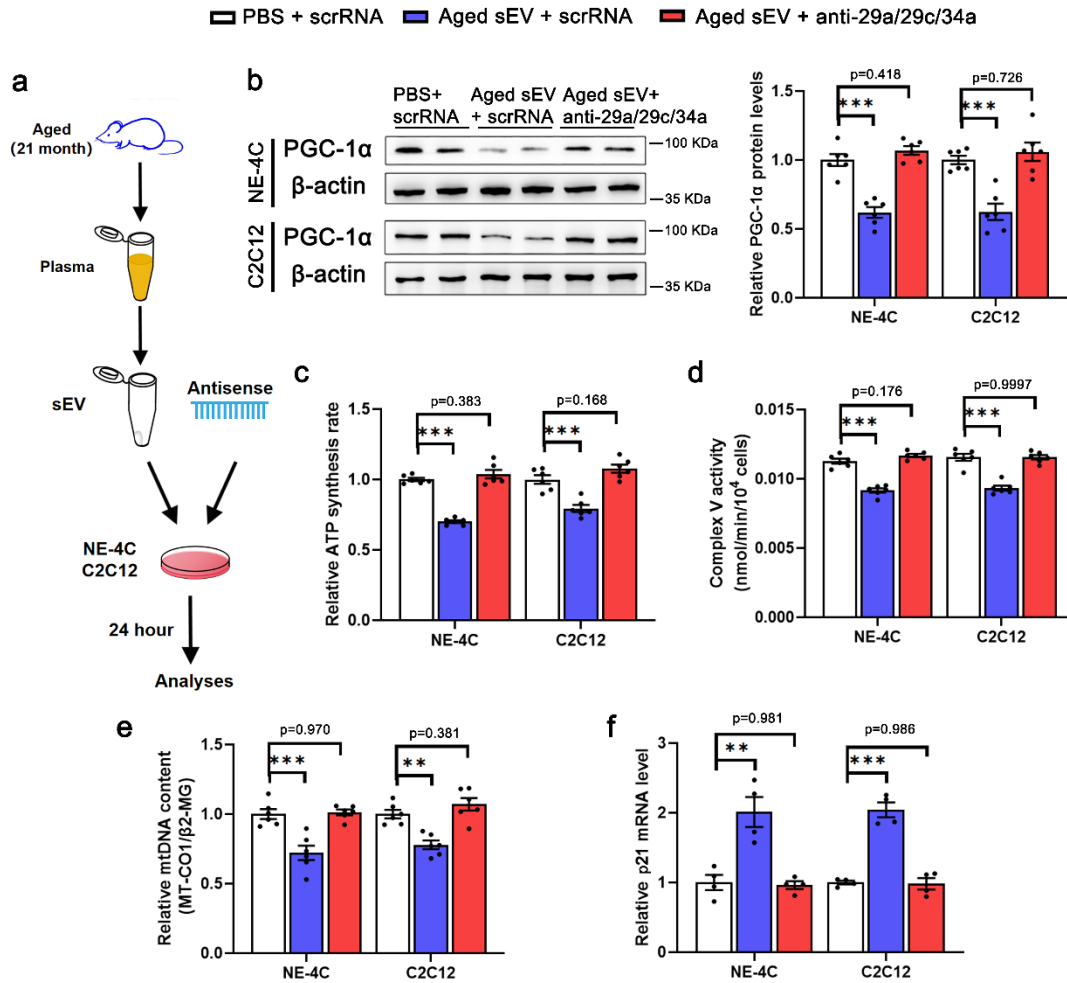 PBS + scrRNA
Aged sEV + scrRNA
Aged sEV + anti-29a/29c/34a
a
Aged
(21 month)
Plasma
sEV
Antisense
NE-4C
C2C12
24 hour
Analyses
b
PBS+
scrRNA
Aged sEV
+ scrRNA
Aged sEV+
anti-29a/29c/34a
NE-4C
PGC-1α
—100 KDa
β-actin
—35 KDa
C2C12
PGC-1α
—100 KDa
β-actin
—35 KDa
Relative PGC-1α protein levels
p=0.418
p=0.726
***
***
1.5
1.0
0.5
0.0
NE-4C
C2C12
c
Relative ATP synthesis rate
p=0.383
p=0.168
***
***
1.5
1.0
0.5
0.0
NE-4C
C2C12
d
Complex V activity
(nmol/min/10⁴ cells)
p=0.176
p=0.9997
***
***
0.015
0.010
0.005
0.000
NE-4C
C2C12
e
Relative mtDNA content
(MT-CO1/β2-MG)
p=0.970
p=0.381
***
**
1.5
1.0
0.5
0.0
NE-4C
C2C12
f
Relative p21 mRNA level
p=0.981
p=0.986
**
***
3
2
1
0
NE-4C
C2C12